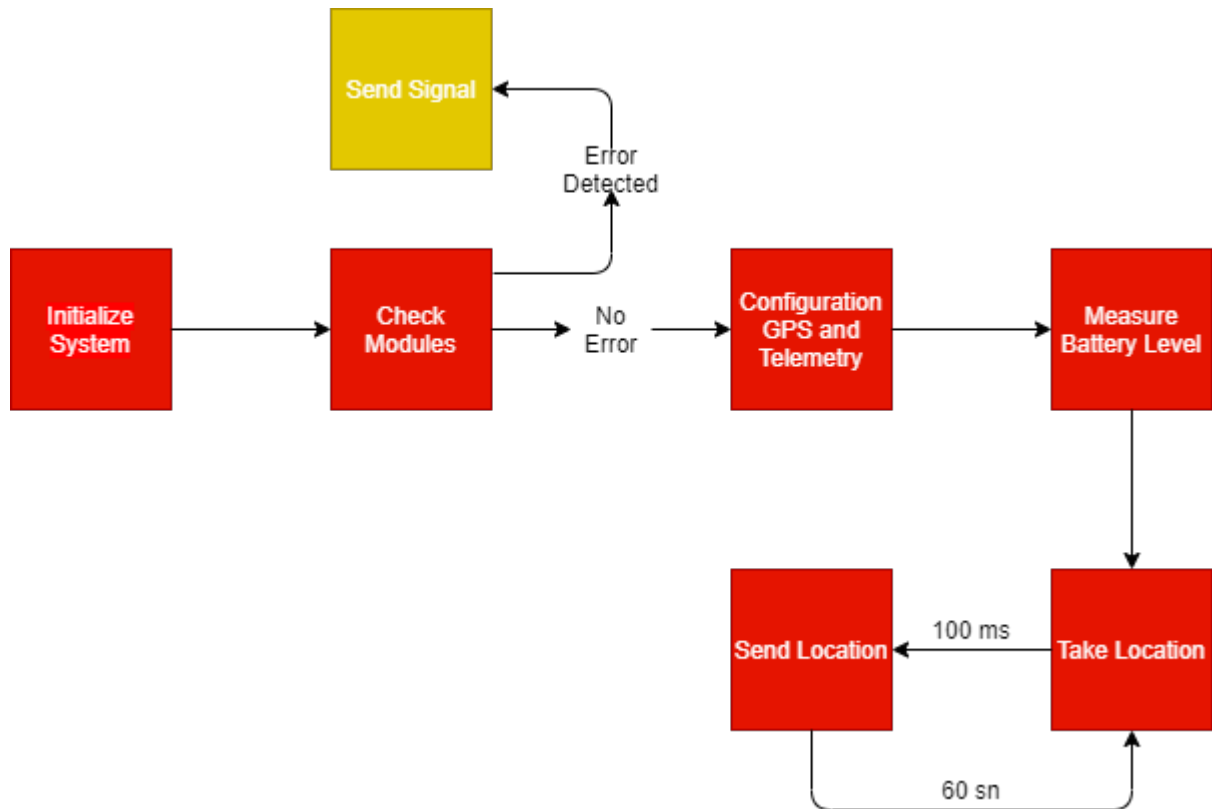 Send Signal
Error
Detected
Initialize
System
Check
Modules
No
Error
Configuration
GPS and
Telemetry
Measure
Battery Level
Send Location
100 ms
Take Location
60 sn